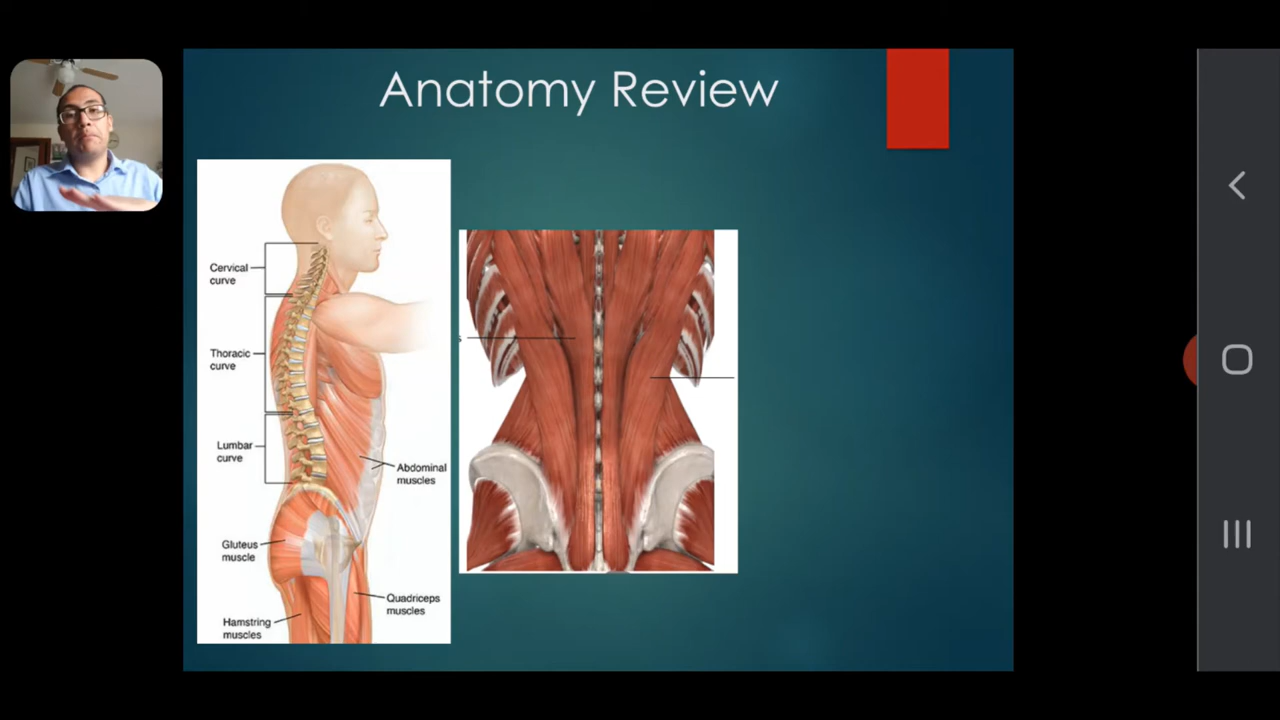 Anatomy Review
Cervical
curve
Thoracic
curve
Lumbar
curve
Abdominal
muscles
Gluteus
muscle
Quadriceps
muscles
Hamstring
muscles
s